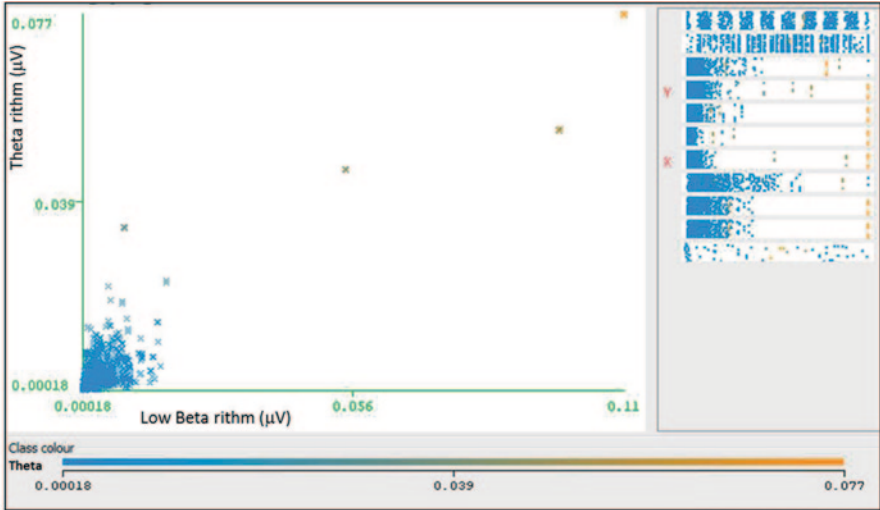 0.077
Theta rithm (µV)
0.039
0.00018
0.00018
0.056
0.11
Low Beta rithm (µV)
Y
X
Class colour
Theta
0.00018
0.039
0.077